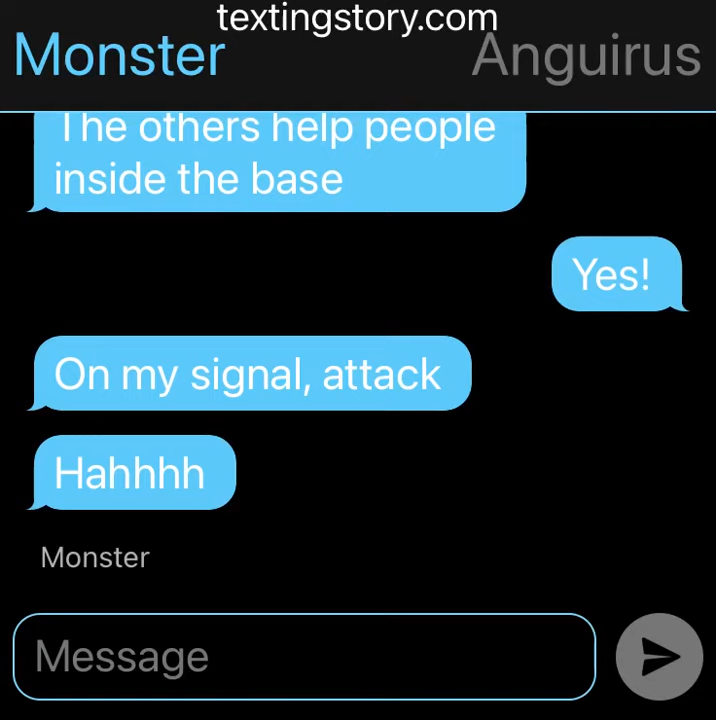 textingstory.com
Monster
Anguirus
The others help people
inside the base
Yes!
On my signal, attack
Hahhhh
Monster
Message